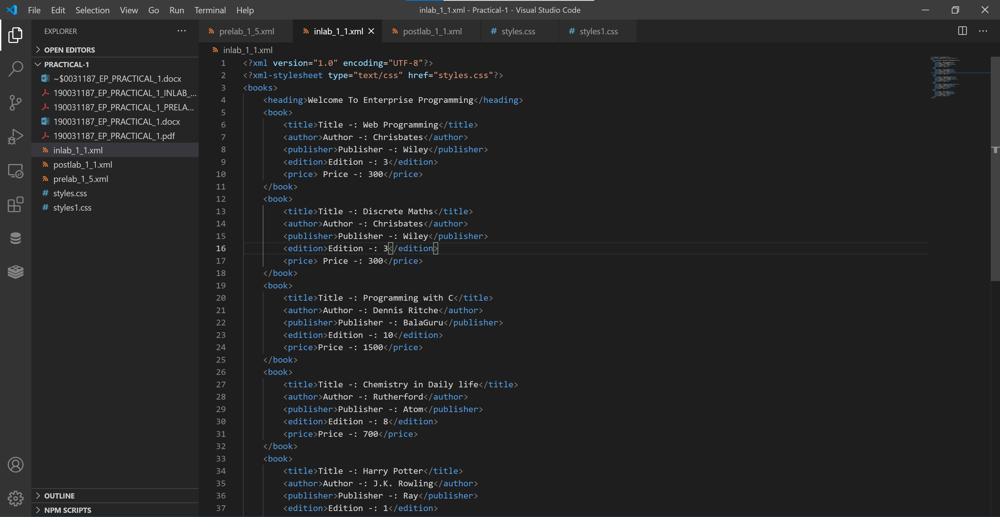 File Edit Selection View Go Run Terminal Help
inlab_1_1.xml - Practical-1 - Visual Studio Code
EXPLORER
OPEN EDITORS
PRACTICAL-1
~$0031187_EP_PRACTICAL_1.docx
190031187_EP_PRACTICAL_1_INLAB_...
190031187_EP_PRACTICAL_1_PRELA...
190031187_EP_PRACTICAL_1.docx
190031187_EP_PRACTICAL_1.pdf
inlab_1_1.xml
postlab_1_1.xml
prelab_1_5.xml
# styles.css
# styles1.css
OUTLINE
NPM SCRIPTS
prelab_1_5.xml inlab_1_1.xml postlab_1_1.xml # styles.css # styles1.css
inlab_1_1.xml
1 <?xml version="1.0" encoding="UTF-8"?>
2 <?xml-stylesheet type="text/css" href="styles.css"?>
3 <books>
4 <heading>Welcome To Enterprise Programming</heading>
5 <book>
6 <title>Title -: Web Programming</title>
7 <author>Author -: Chrisbates</author>
8 <publisher>Publisher -: Wiley</publisher>
9 <edition>Edition -: 3</edition>
10 <price> Price -: 300</price>
11 </book>
12 <book>
13 <title>Title -: Discrete Maths</title>
14 <author>Author -: Chrisbates</author>
15 <publisher>Publisher -: Wiley</publisher>
16 <edition>Edition -: 3</edition>
17 <price> Price -: 300</price>
18 </book>
19 <book>
20 <title>Title -: Programming with C</title>
21 <author>Author -: Dennis Ritche</author>
22 <publisher>Publisher -: BalaGuru</publisher>
23 <edition>Edition -: 10</edition>
24 <price>Price -: 1500</price>
25 </book>
26 <book>
27 <title>Title -: Chemistry in Daily life</title>
28 <author>Author -: Rutherford</author>
29 <publisher>Publisher -: Atom</publisher>
30 <edition>Edition -: 8</edition>
31 <price>Price -: 700</price>
32 </book>
33 <book>
34 <title>Title -: Harry Potter</title>
35 <author>Author -: J.K. Rowling</author>
36 <publisher>Publisher -: Ray</publisher>
37 <edition>Edition -: 1</edition>